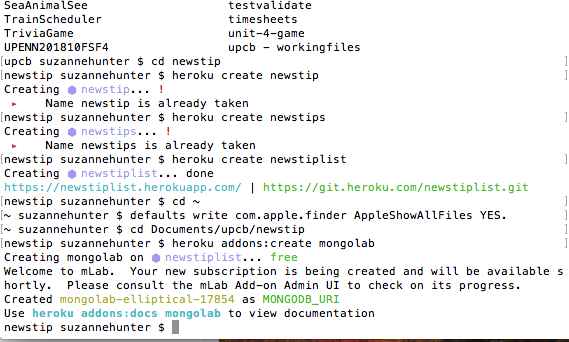 SeaAnimalSee testvalidate
TrainScheduler timesheets
TriviaGame unit-4-game
UPENN201810FSF4 upcb - workingfiles
[upcb suzannehunter $ cd newstip ]
[newstip suzannehunter $ heroku create newstip ]
Creating ⬢ newstip... !
▸ Name newstip is already taken
[newstip suzannehunter $ heroku create newstips ]
Creating ⬢ newstips... !
▸ Name newstips is already taken
[newstip suzannehunter $ heroku create newstiplist ]
Creating ⬢ newstiplist... done
https://newstiplist.herokuapp.com/ | https://git.heroku.com/newstiplist.git
[newstip suzannehunter $ cd ~ ]
[~ suzannehunter $ defaults write com.apple.finder AppleShowAllFiles YES. ]
[~ suzannehunter $ cd Documents/upcb/newstip ]
[newstip suzannehunter $ heroku addons:create mongolab ]
Creating mongolab on ⬢ newstiplist... free
Welcome to mLab.  Your new subscription is being created and will be available s
hortly.  Please consult the mLab Add-on Admin UI to check on its progress.
Created mongolab-elliptical-17854 as MONGODB_URI
Use heroku addons:docs mongolab to view documentation
newstip suzannehunter $